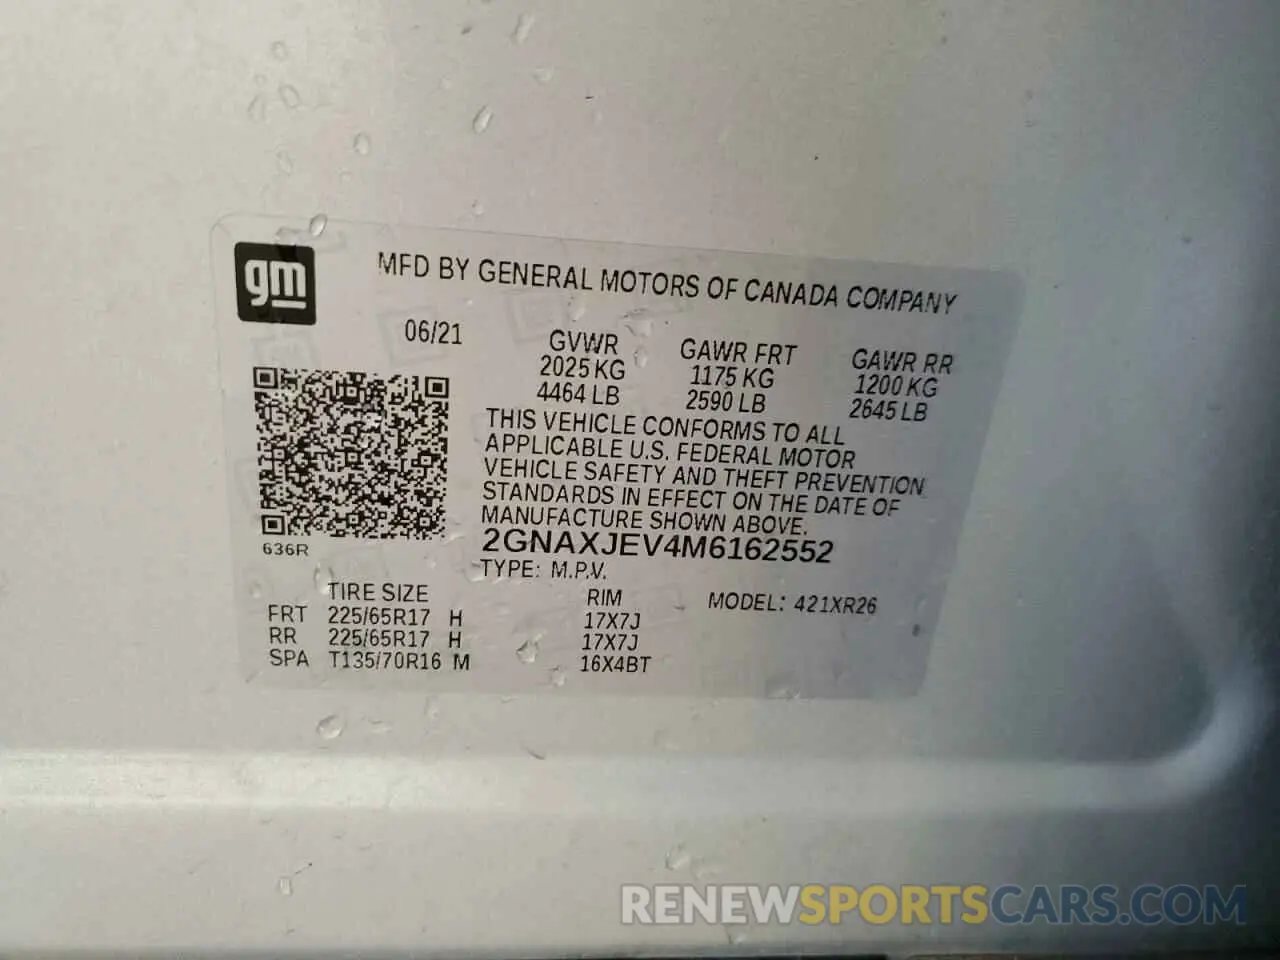 gm
MFD BY GENERAL MOTORS OF CANADA COMPANY
06/21
GVWR GAWR FRT GAWR RR
2025 KG 1175 KG 1200 KG
4464 LB 2590 LB 2645 LB
THIS VEHICLE CONFORMS TO ALL
APPLICABLE U.S. FEDERAL MOTOR
VEHICLE SAFETY AND THEFT PREVENTION
STANDARDS IN EFFECT ON THE DATE OF
MANUFACTURE SHOWN ABOVE.
2GNAXJEV4M6162552
636R
TYPE: M.P.V.
TIRE SIZE RIM MODEL: 421XR26
FRT 225/65R17 H 17X7J
RR 225/65R17 H 17X7J
SPA T135/70R16 M 16X4BT
RENEWSPORTSCARS.COM